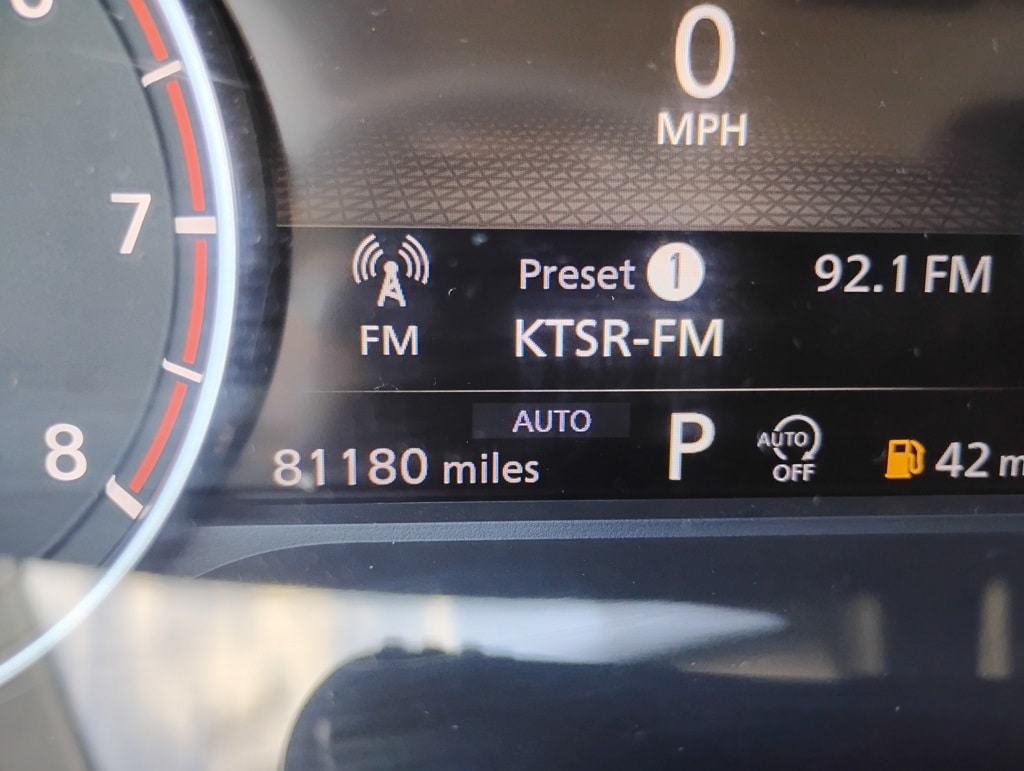 0
MPH
7
8
FM
Preset 1
92.1 FM
KTSR-FM
AUTO
81180 miles
P
AUTO
OFF
42 m